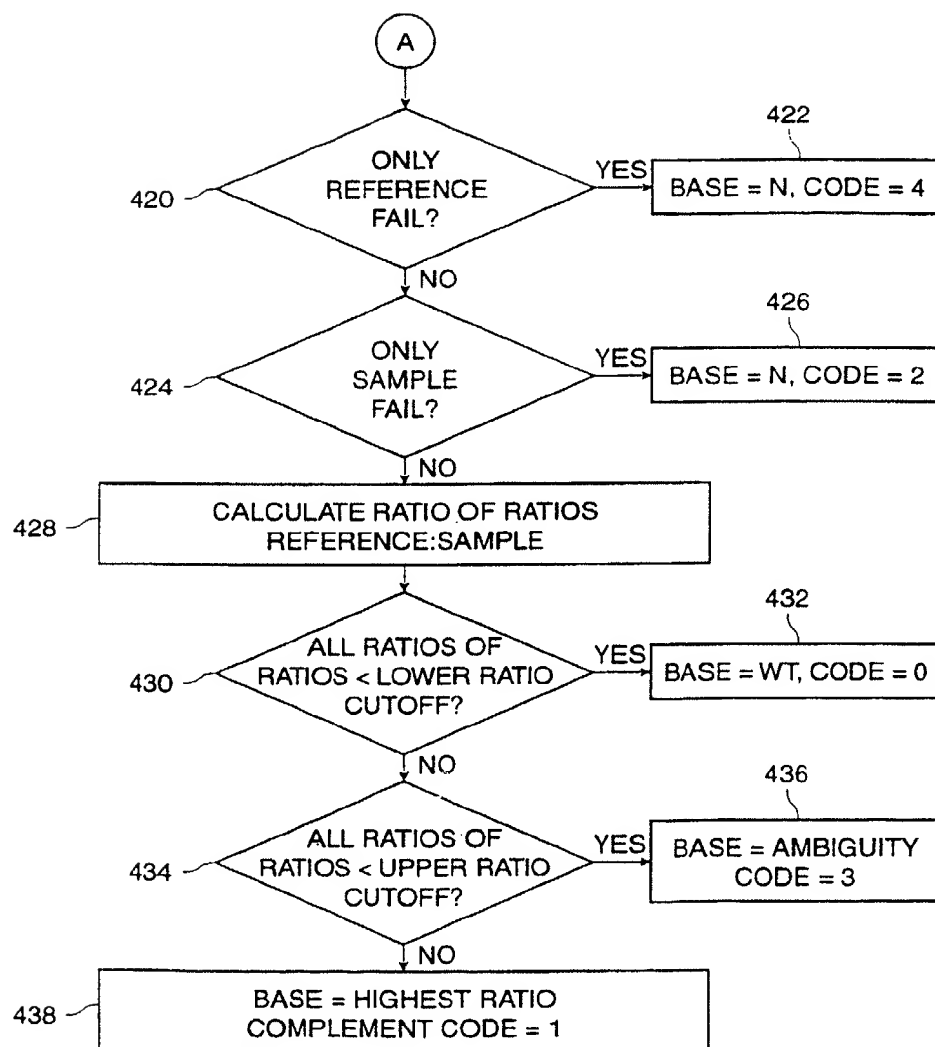 A
ONLY
REFERENCE
FAIL?
420
YES
422
BASE = N, CODE = 4
NO
ONLY
SAMPLE
FAIL?
424
YES
426
BASE = N, CODE = 2
NO
428
CALCULATE RATIO OF RATIOS
REFERENCE:SAMPLE
ALL RATIOS OF
RATIOS < LOWER RATIO
CUTOFF?
430
YES
432
BASE = WT, CODE = 0
NO
ALL RATIOS OF
RATIOS < UPPER RATIO
CUTOFF?
434
YES
436
BASE = AMBIGUITY
CODE = 3
NO
438
BASE = HIGHEST RATIO
COMPLEMENT CODE = 1